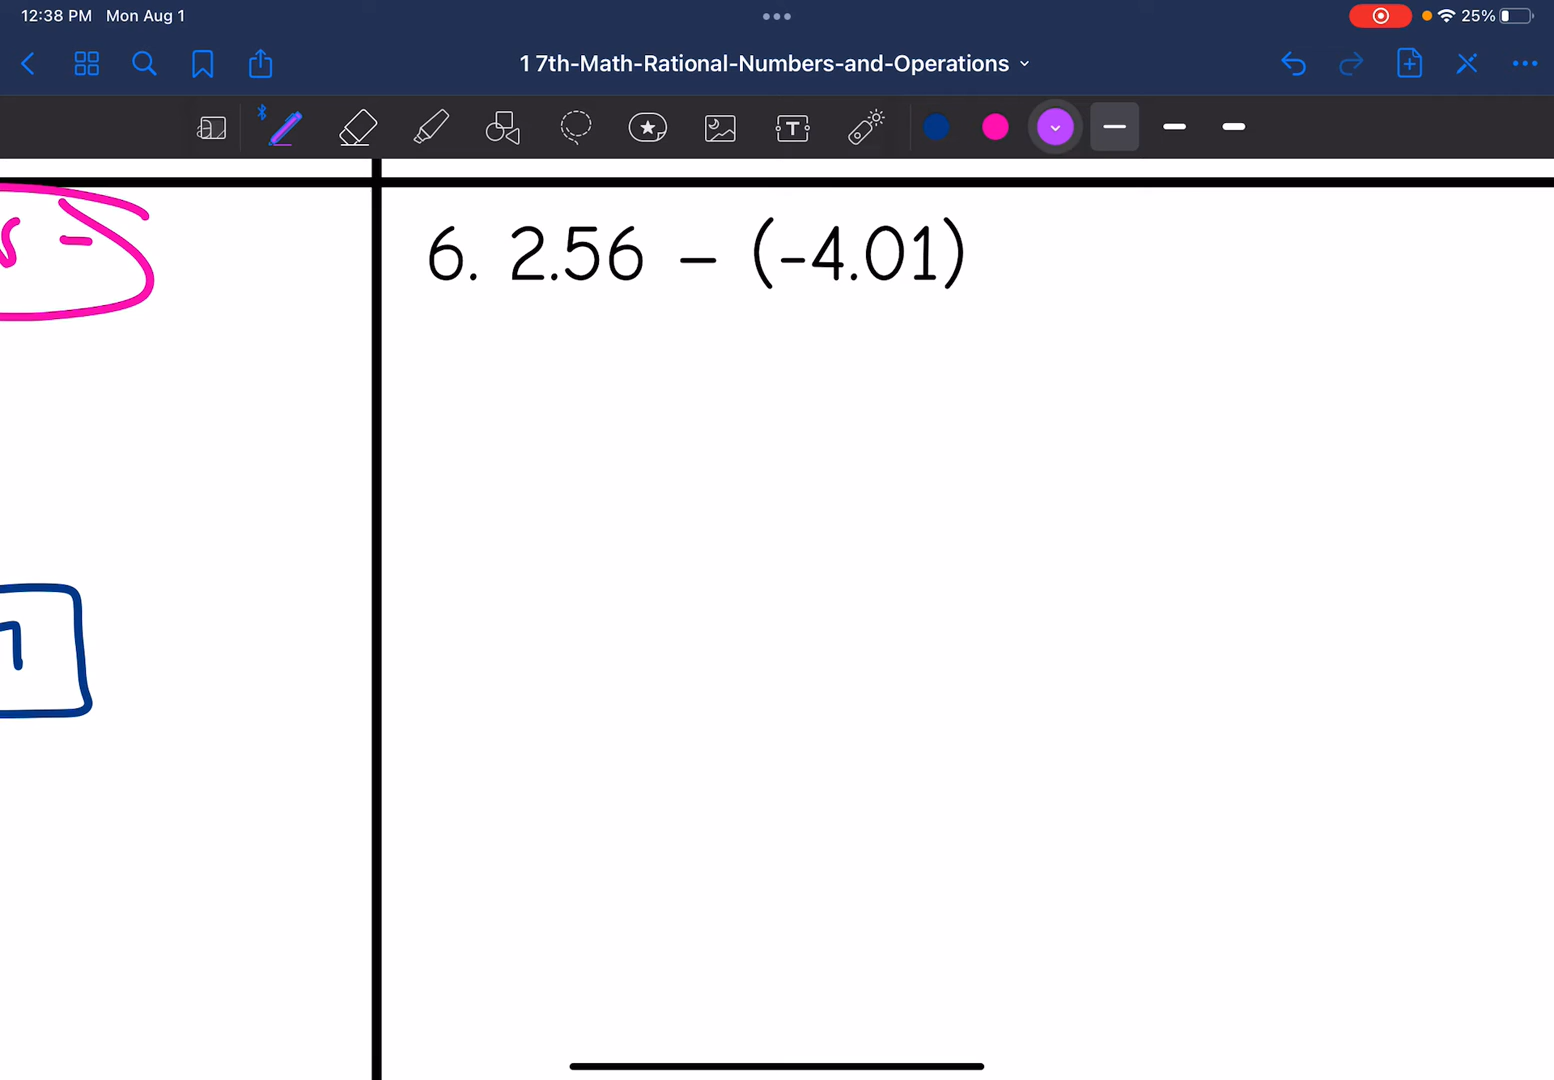 12:38 PM Mon Aug 1
25%
1 7th-Math-Rational-Numbers-and-Operations
T
6. 2.56 – (-4.01)